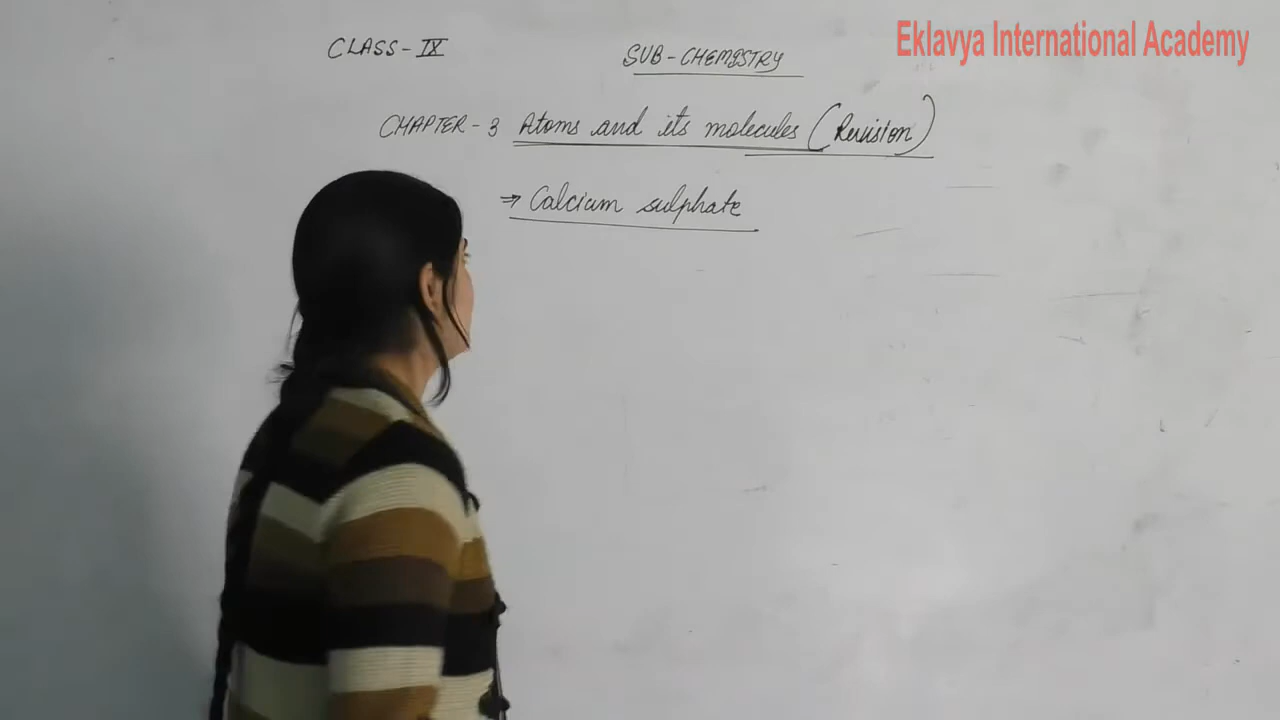 Eklavya International Academy
CLASS - IX
SUB - CHEMISTRY
CHAPTER - 3 Atoms and its molecules (Revision)
⇒ Calcium sulphate